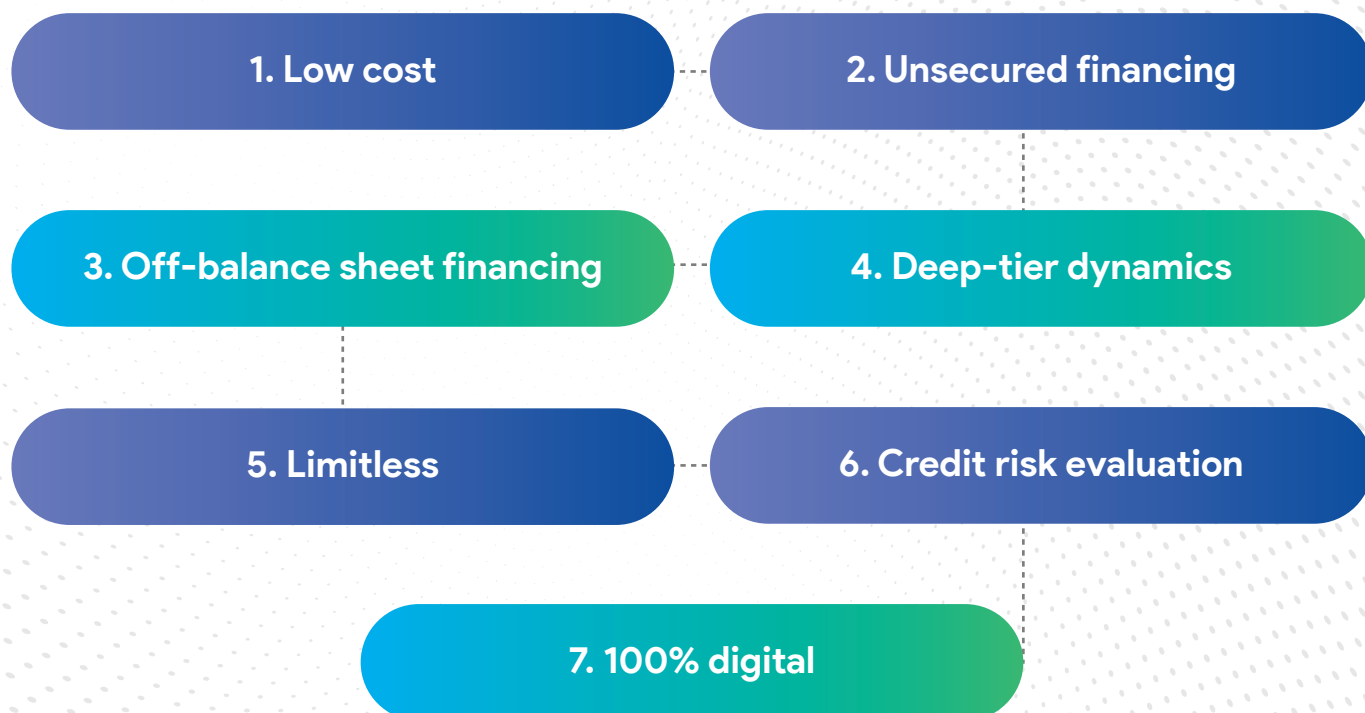 1. Low cost
2. Unsecured financing
3. Off-balance sheet financing
4. Deep-tier dynamics
5. Limitless
6. Credit risk evaluation
7. 100% digital